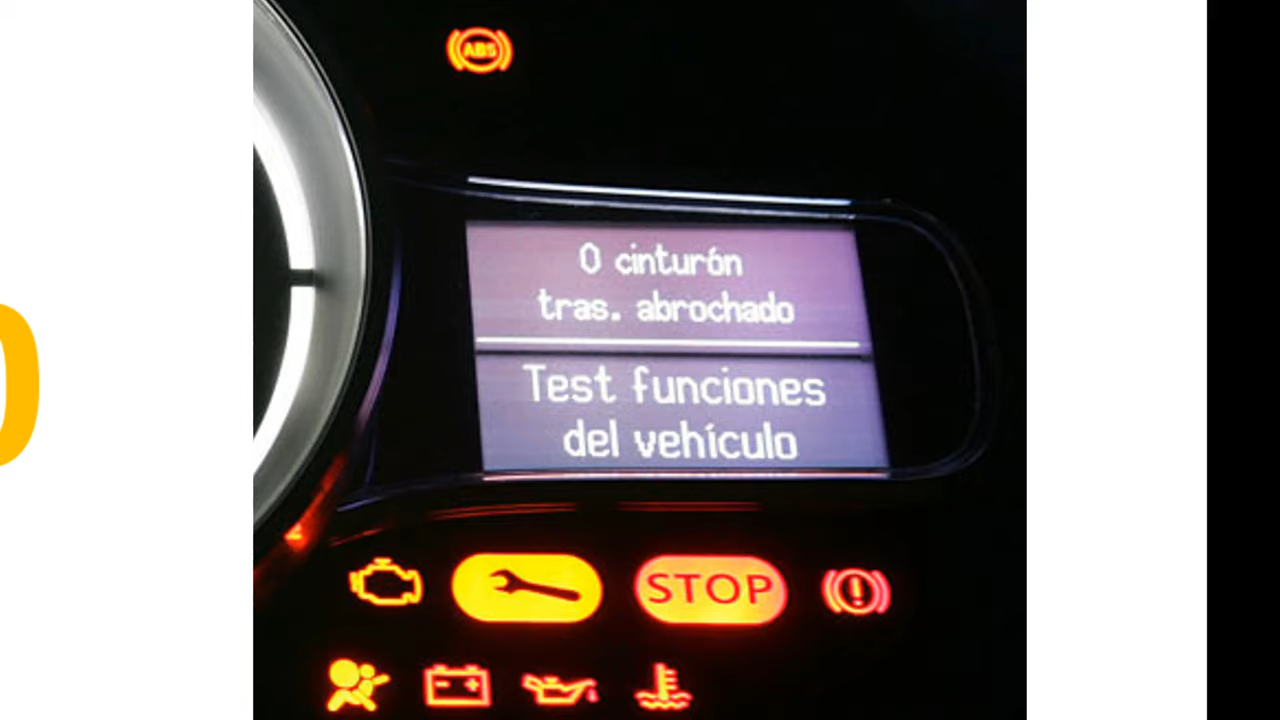 ABS
0 cinturón
tras. abrochado
Test funciones
del vehículo
STOP